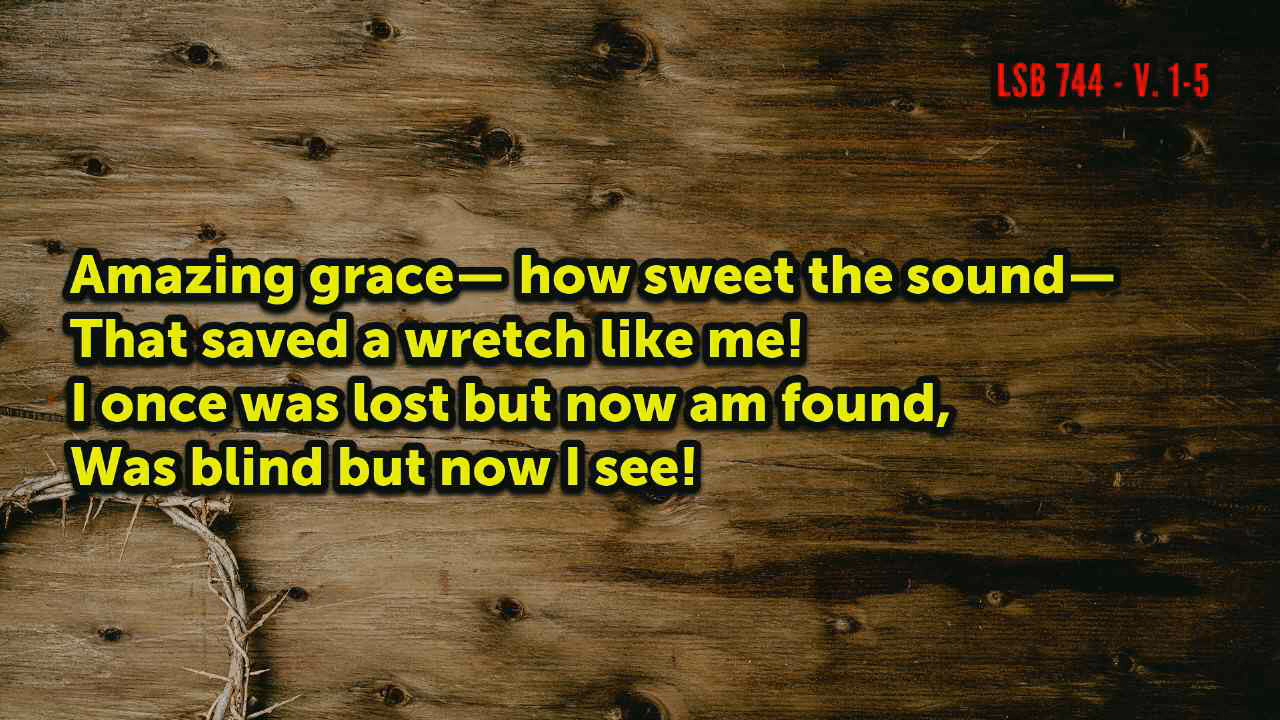 LSB 744 - V. 1-5
Amazing grace— how sweet the sound—
That saved a wretch like me!
I once was lost but now am found,
Was blind but now I see!